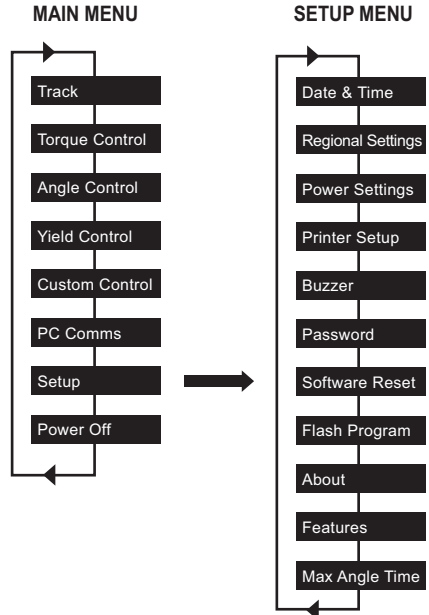 MAIN MENU
Track
Torque Control
Angle Control
Yield Control
Custom Control
PC Comms
Setup
Power Off
SETUP MENU
Date & Time
Regional Settings
Power Settings
Printer Setup
Buzzer
Password
Software Reset
Flash Program
About
Features
Max Angle Time